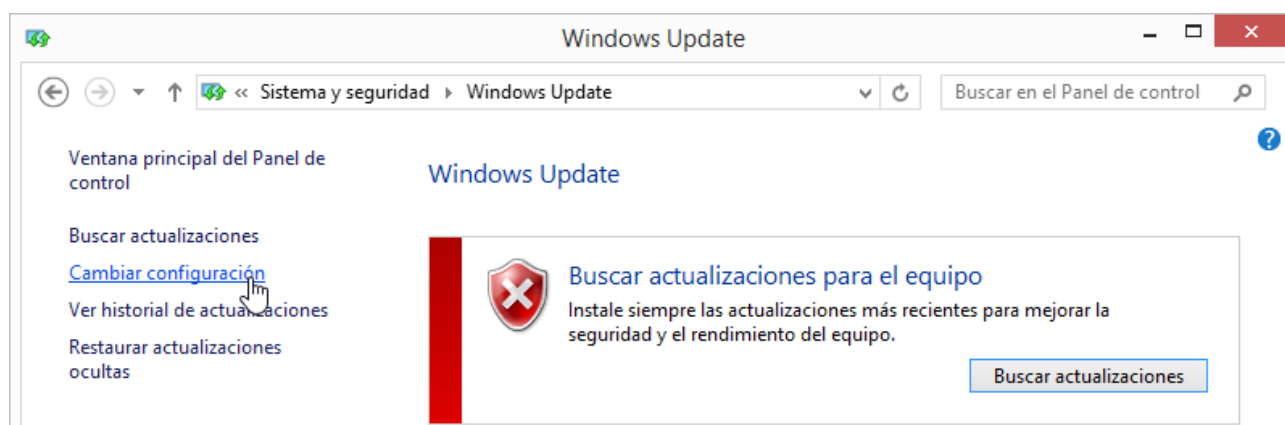 Windows Update
« Sistema y seguridad ▸ Windows Update
Buscar en el Panel de control
Ventana principal del Panel de
control
Windows Update
Buscar actualizaciones
Cambiar configuración
Ver historial de actualizaciones
Restaurar actualizaciones
ocultas
Buscar actualizaciones para el equipo
Instale siempre las actualizaciones más recientes para mejorar la
seguridad y el rendimiento del equipo.
Buscar actualizaciones